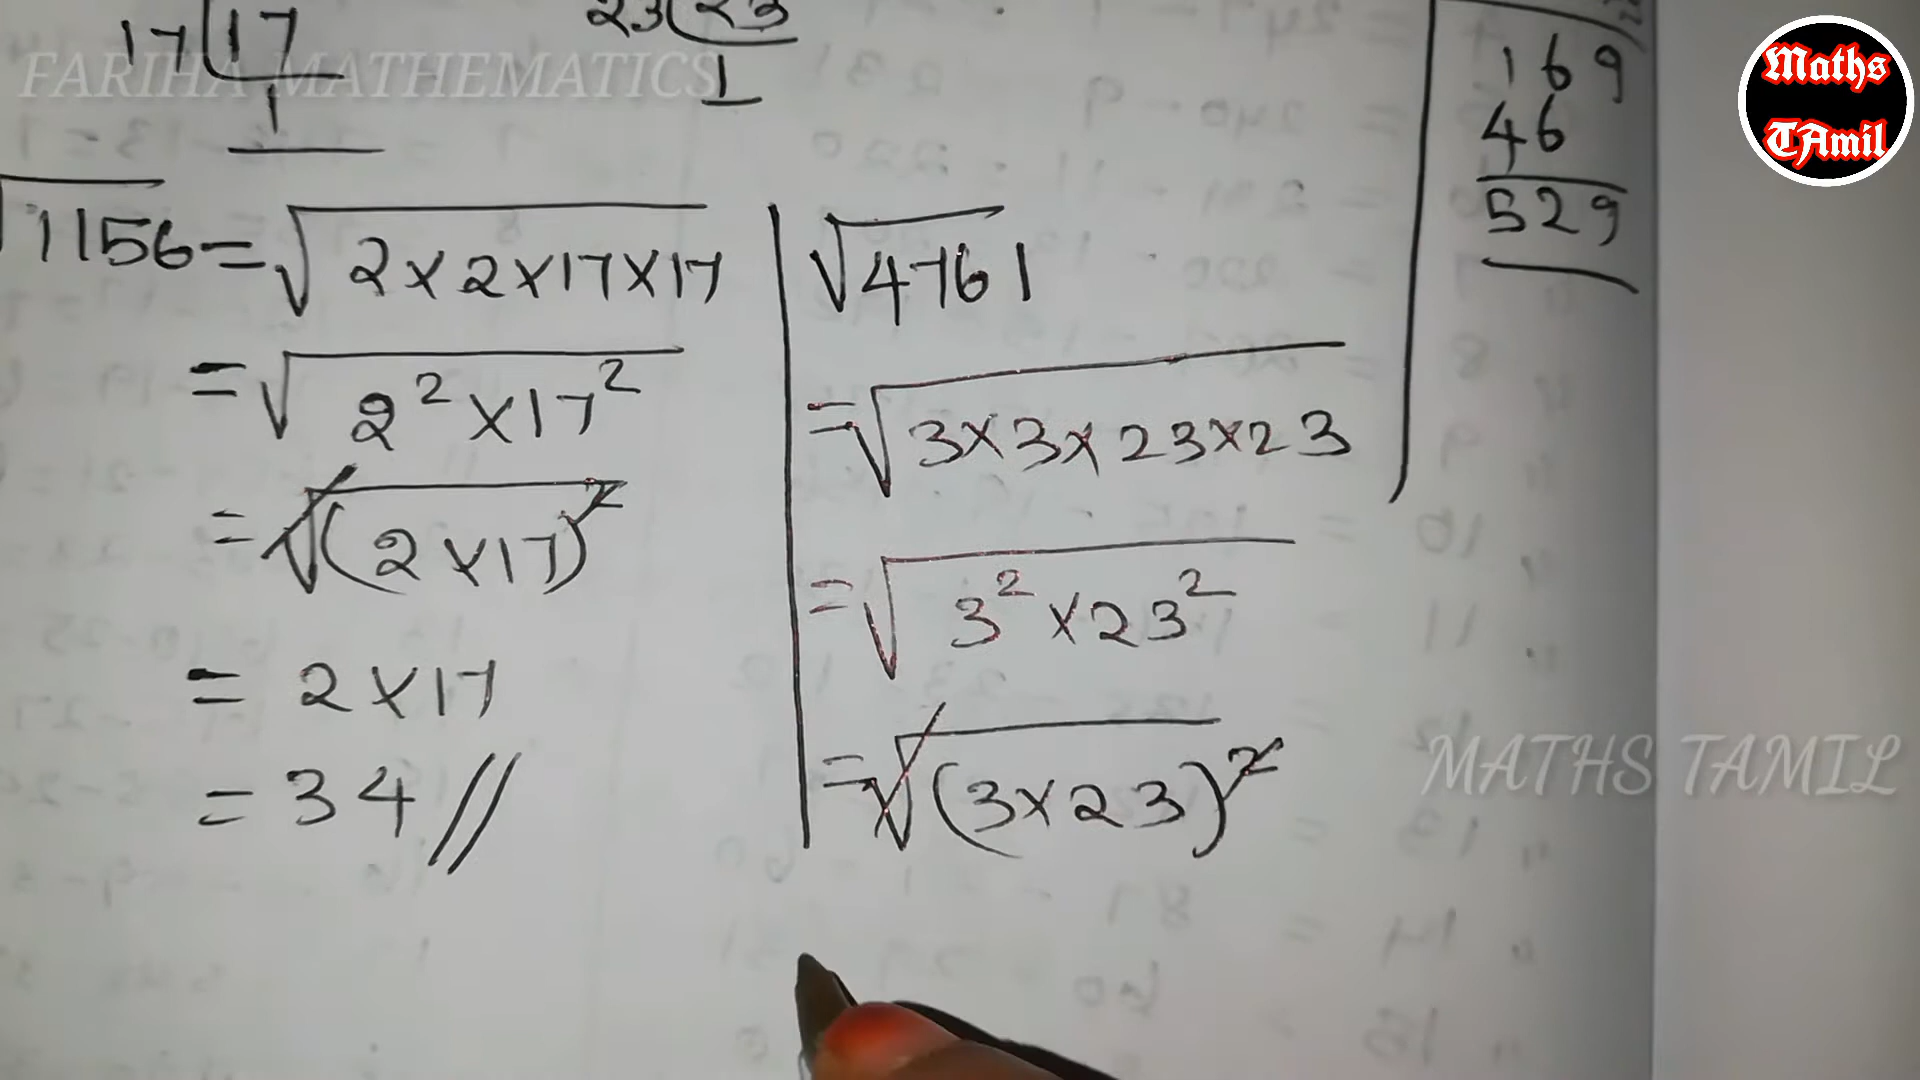 17 17
1
23 23
1
FARIHA MATHEMATICS
√1156 = √2×2×17×17
= √2² × 17²
= √(2×17)²
= 2×17
= 34 //
√4761
= √3×3×23×23
= √3² × 23²
= √(3×23)²
169
46
529
Maths
TAmil
MATHS TAMIL